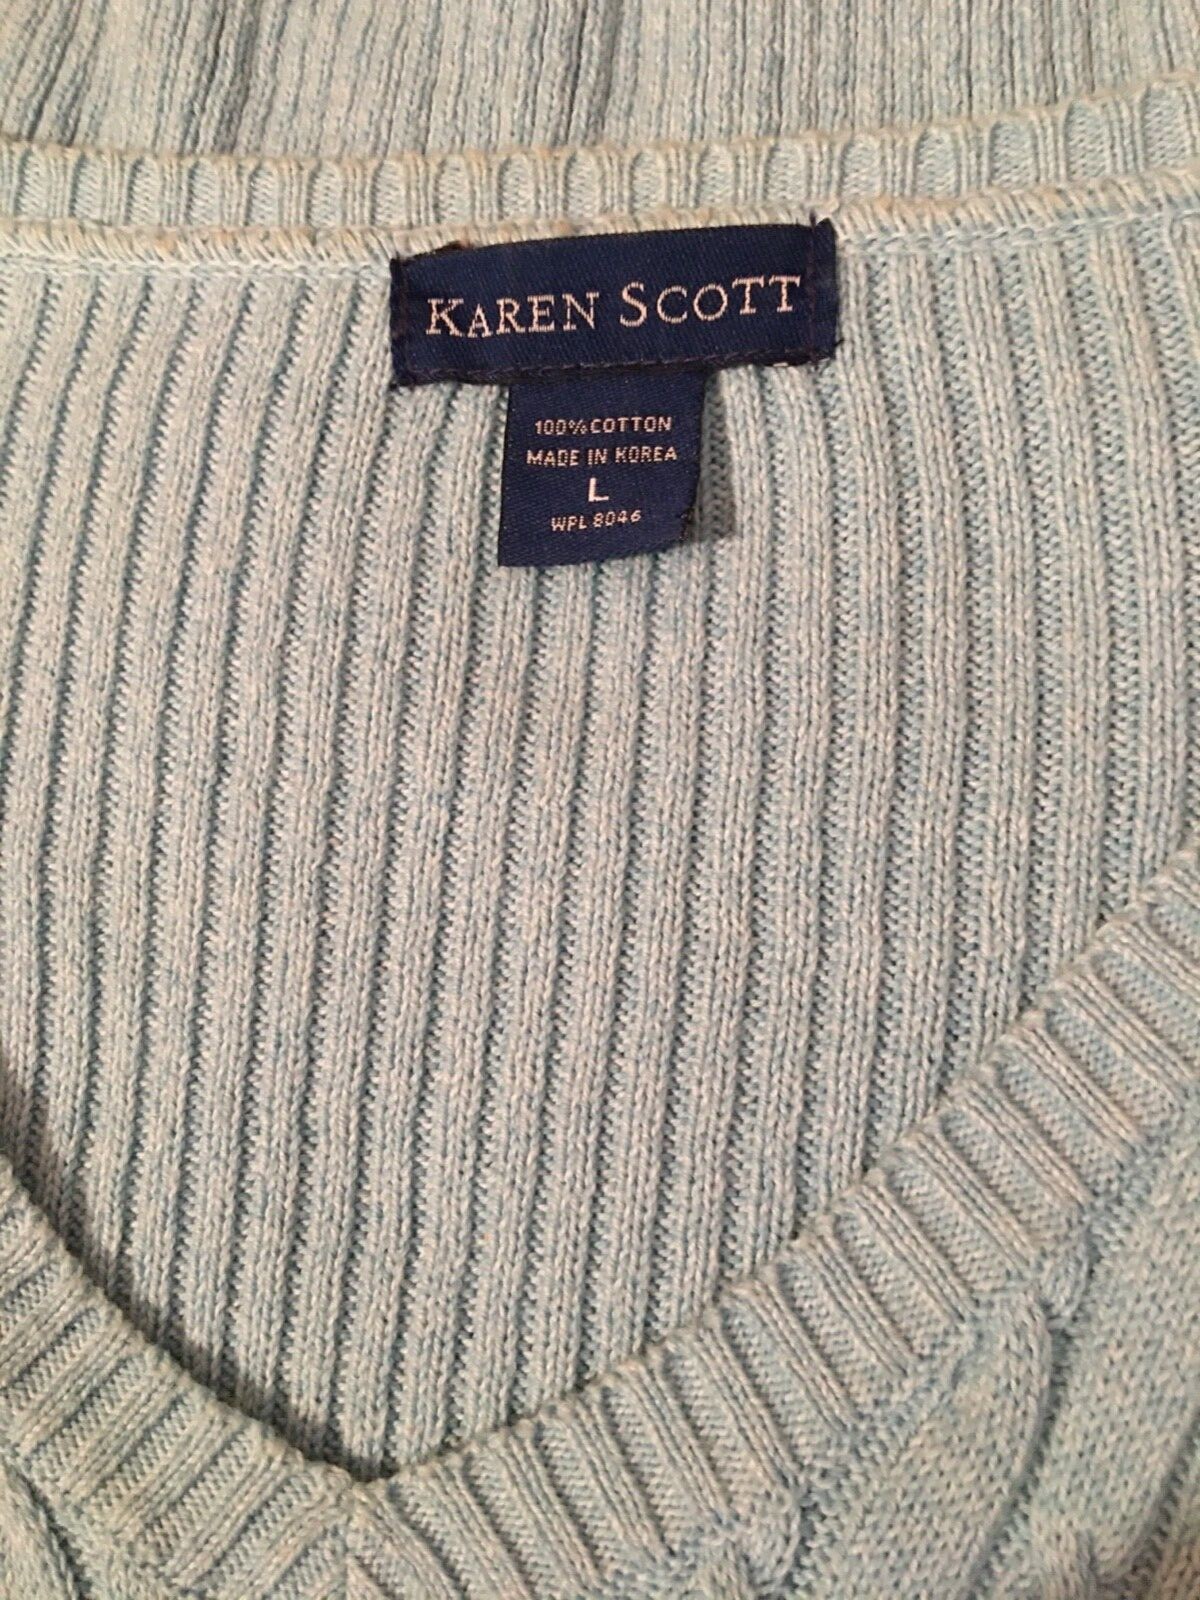 KAREN SCOTT
100% COTTON
MADE IN KOREA
L
WPL 8046